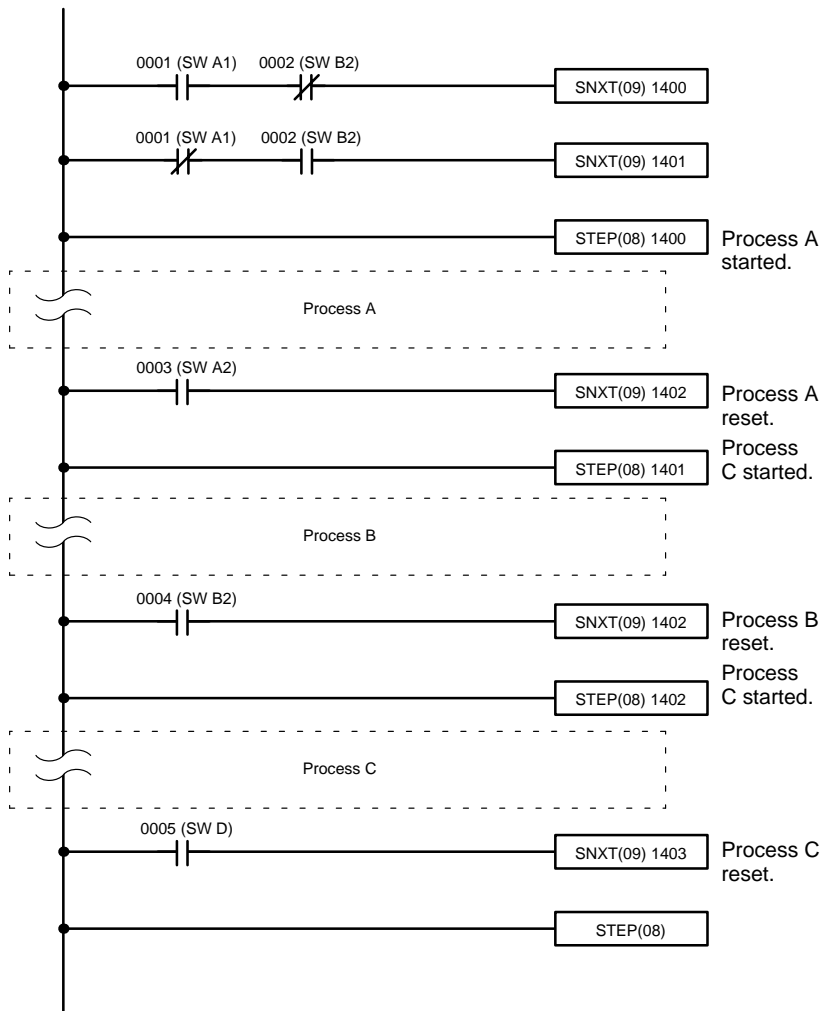 0001 (SW A1) 0002 (SW B2)
SNXT(09) 1400
0001 (SW A1) 0002 (SW B2)
SNXT(09) 1401
STEP(08) 1400
Process A
started.
Process A
0003 (SW A2)
SNXT(09) 1402
Process A
reset.
Process
C started.
STEP(08) 1401
Process B
0004 (SW B2)
SNXT(09) 1402
Process B
reset.
Process
C started.
STEP(08) 1402
Process C
0005 (SW D)
SNXT(09) 1403
Process C
reset.
STEP(08)